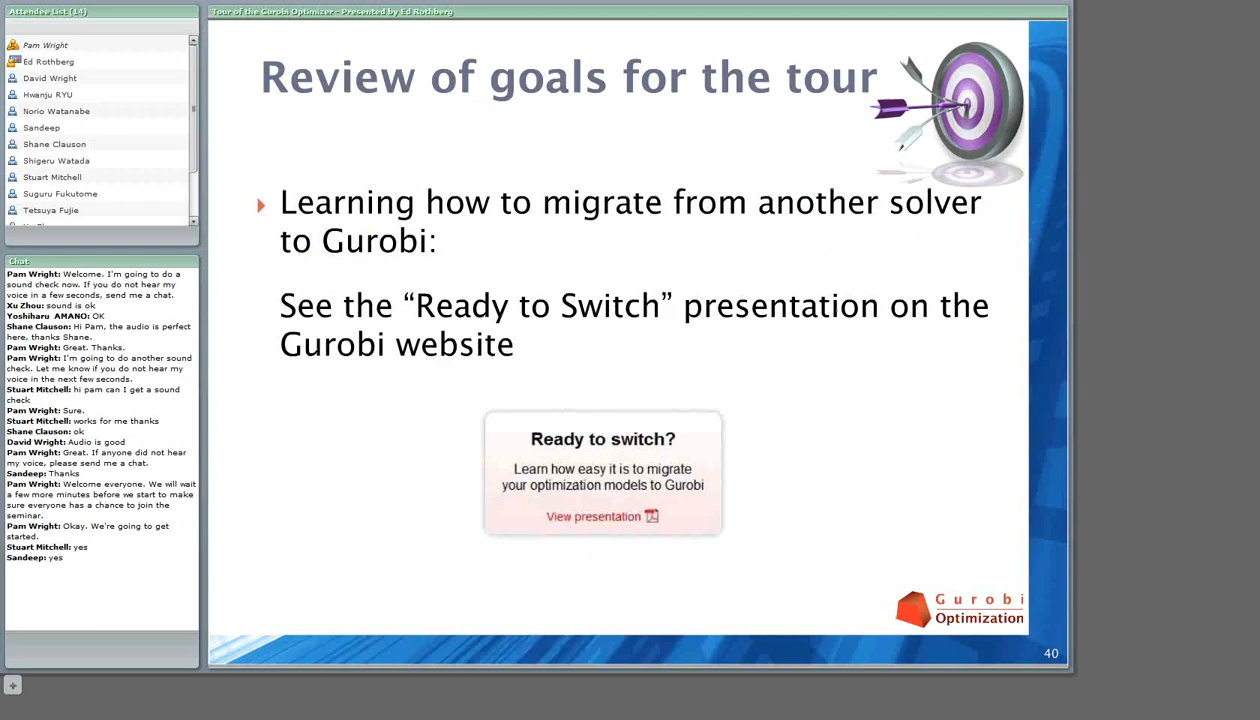 Attendee List (14)
Pam Wright
Ed Rothberg
David Wright
Hwanju RYU
Norio Watanabe
Sandeep
Shane Clauson
Shigeru Watada
Stuart Mitchell
Suguru Fukutome
Tetsuya Fujie
Chat
Pam Wright: Welcome. I'm going to do a
sound check now. If you do not hear my
voice in a few seconds, send me a chat.
Xu Zhou: sound is ok
Yoshiharu AMANO: OK
Shane Clauson: Hi Pam, the audio is perfect
here, thanks Shane.
Pam Wright: Great. Thanks.
Pam Wright: I'm going to do another sound
check. Let me know if you do not hear my
voice in the next few seconds.
Stuart Mitchell: hi pam can I get a sound
check
Pam Wright: Sure.
Stuart Mitchell: works for me thanks
Shane Clauson: ok
David Wright: Audio is good
Pam Wright: Great. If anyone did not hear
my voice, please send me a chat.
Sandeep: Thanks
Pam Wright: Welcome everyone. We will wait
a few more minutes before we start to make
sure everyone has a chance to join the
seminar.
Pam Wright: Okay. We're going to get
started.
Stuart Mitchell: yes
Sandeep: yes
Tour of the Gurobi Optimizer - Presented by Ed Rothberg
Review of goals for the tour
Learning how to migrate from another solver
to Gurobi:
See the “Ready to Switch” presentation on the
Gurobi website
Ready to switch?
Learn how easy it is to migrate
your optimization models to Gurobi
View presentation
Gurobi
Optimization
40